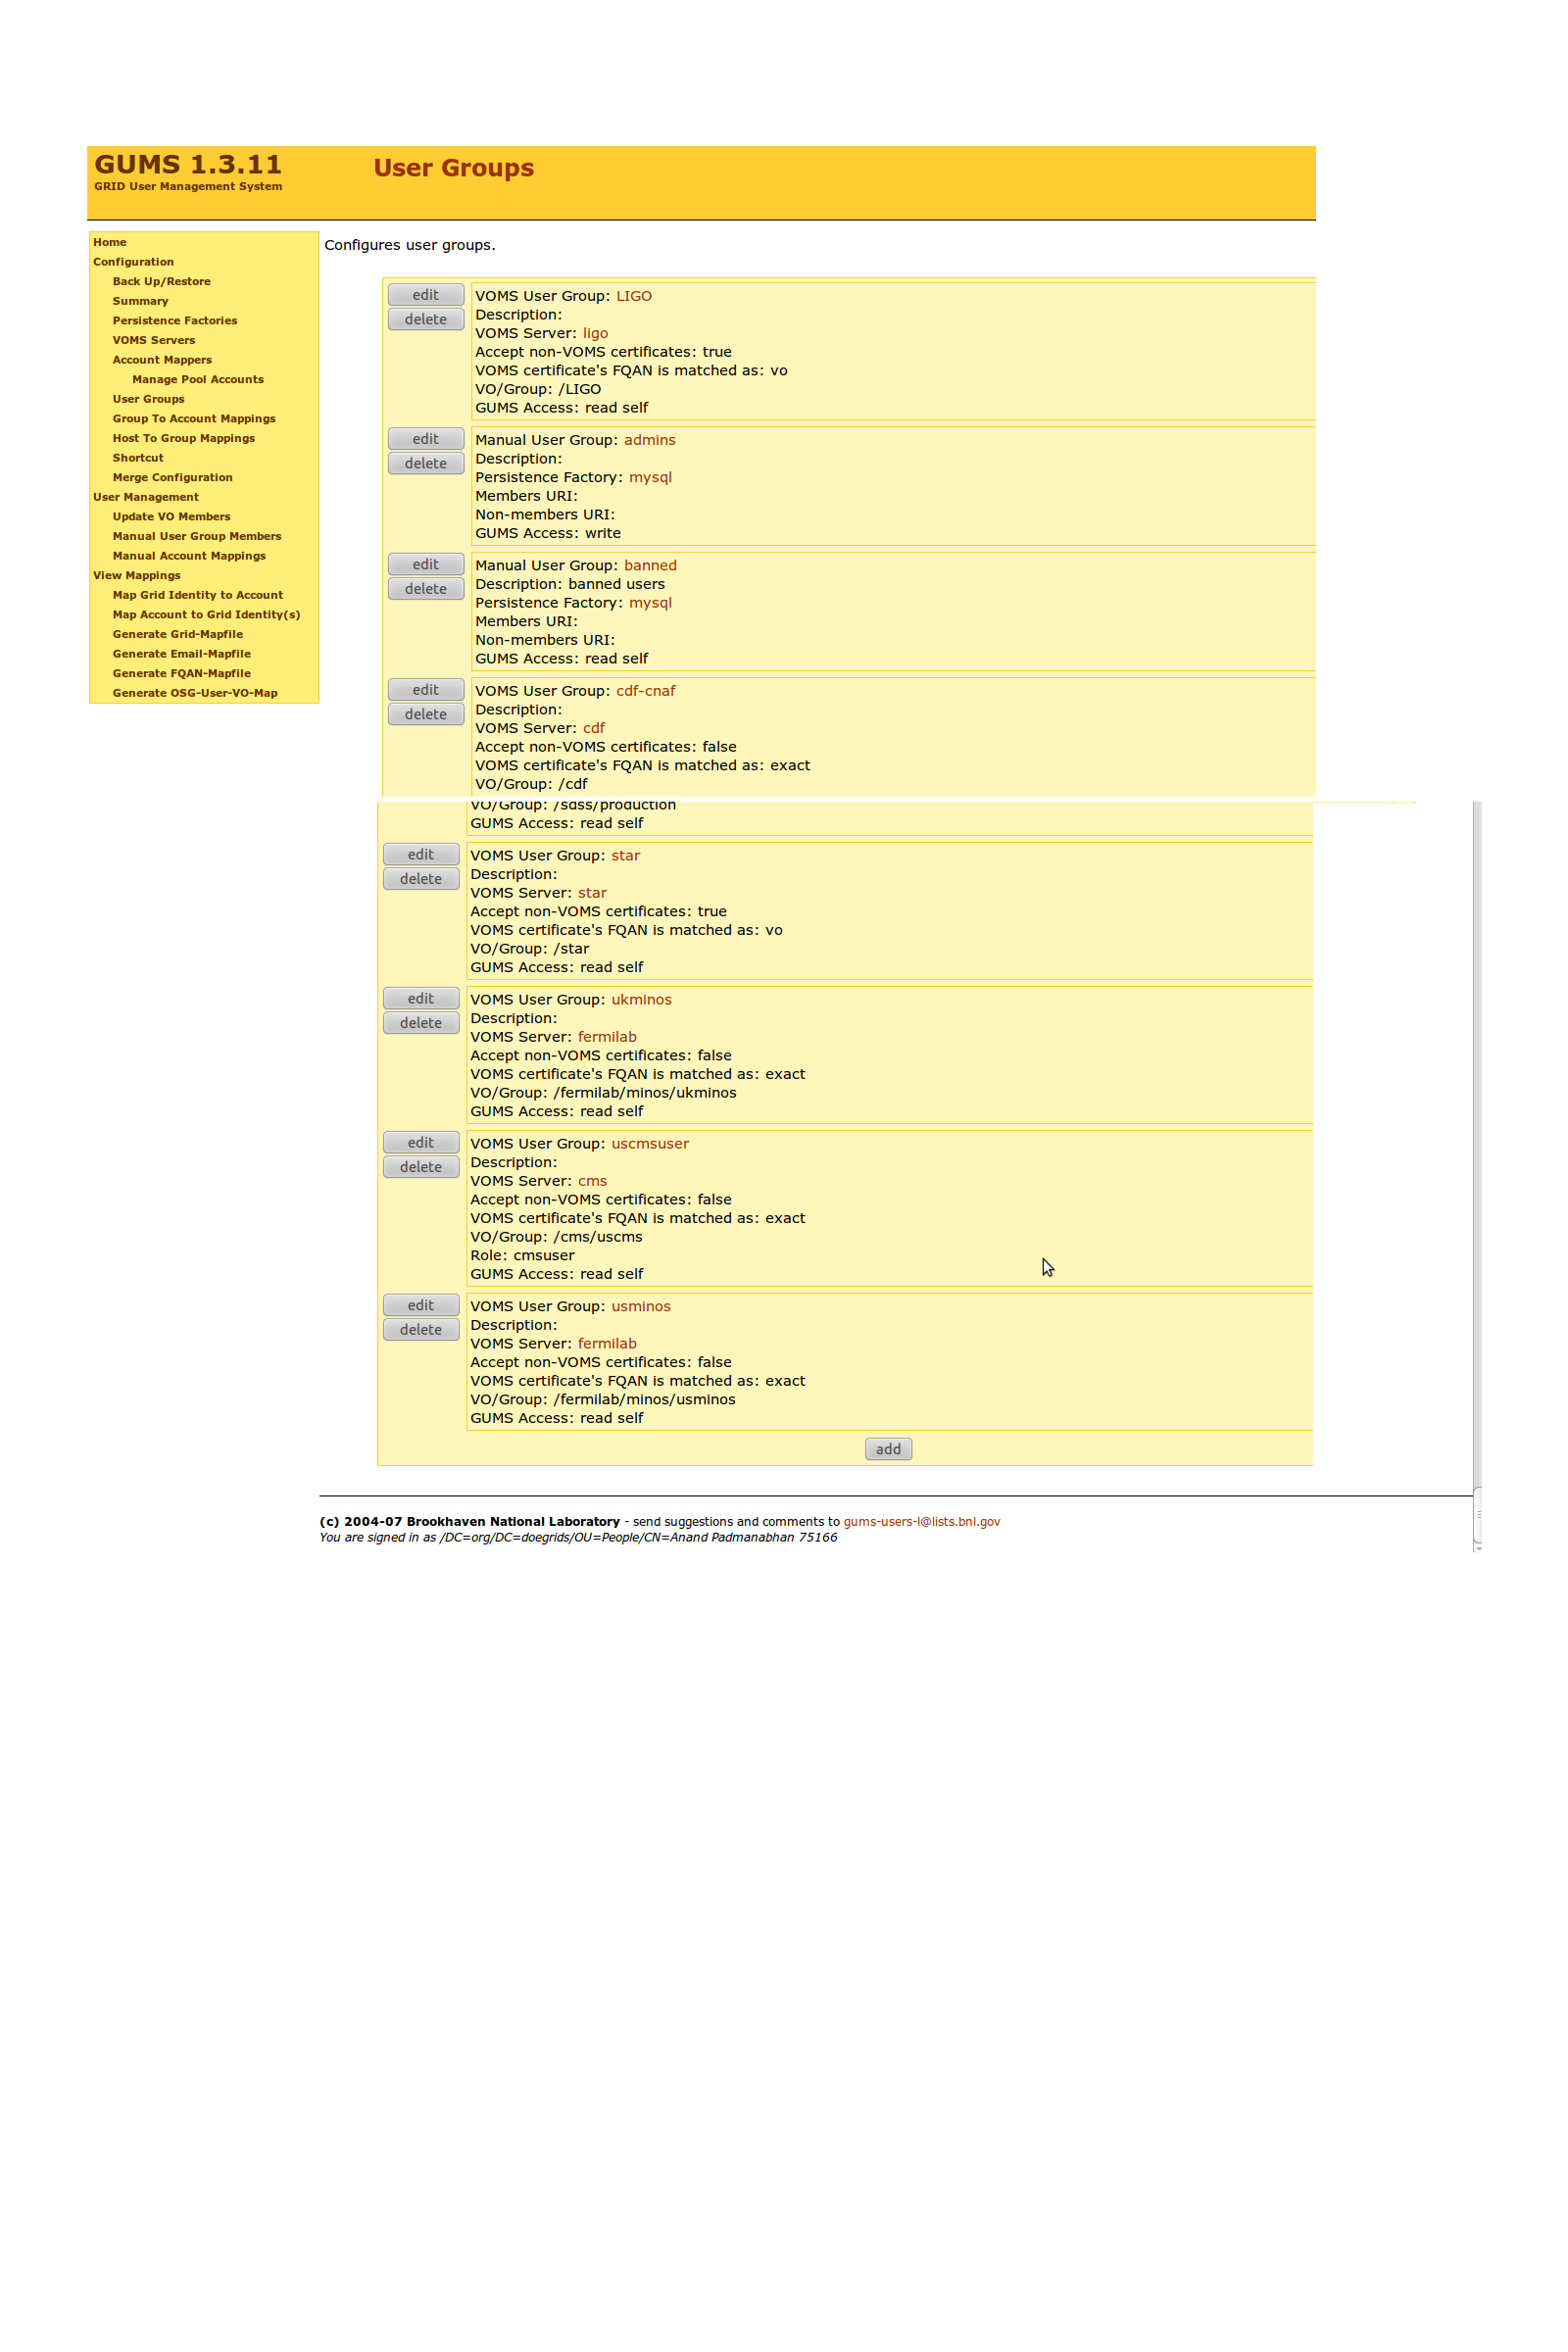 GUMS 1.3.11
GRID User Management System
User Groups
Home
Configuration
Back Up/Restore
Summary
Persistence Factories
VOMS Servers
Account Mappers
Manage Pool Accounts
User Groups
Group To Account Mappings
Host To Group Mappings
Shortcut
Merge Configuration
User Management
Update VO Members
Manual User Group Members
Manual Account Mappings
View Mappings
Map Grid Identity to Account
Map Account to Grid Identity(s)
Generate Grid-Mapfile
Generate Email-Mapfile
Generate FQAN-Mapfile
Generate OSG-User-VO-Map
Configures user groups.
edit
delete
VOMS User Group: LIGO
Description:
VOMS Server: ligo
Accept non-VOMS certificates: true
VOMS certificate's FQAN is matched as: vo
VO/Group: /LIGO
GUMS Access: read self
edit
delete
Manual User Group: admins
Description:
Persistence Factory: mysql
Members URI:
Non-members URI:
GUMS Access: write
edit
delete
Manual User Group: banned
Description: banned users
Persistence Factory: mysql
Members URI:
Non-members URI:
GUMS Access: read self
edit
delete
VOMS User Group: cdf-cnaf
Description:
VOMS Server: cdf
Accept non-VOMS certificates: false
VOMS certificate's FQAN is matched as: exact
VO/Group: /cdf
VO/Group: /sdss/production
GUMS Access: read self
edit
delete
VOMS User Group: star
Description:
VOMS Server: star
Accept non-VOMS certificates: true
VOMS certificate's FQAN is matched as: vo
VO/Group: /star
GUMS Access: read self
edit
delete
VOMS User Group: ukminos
Description:
VOMS Server: fermilab
Accept non-VOMS certificates: false
VOMS certificate's FQAN is matched as: exact
VO/Group: /fermilab/minos/ukminos
GUMS Access: read self
edit
delete
VOMS User Group: uscmsuser
Description:
VOMS Server: cms
Accept non-VOMS certificates: false
VOMS certificate's FQAN is matched as: exact
VO/Group: /cms/uscms
Role: cmsuser
GUMS Access: read self
edit
delete
VOMS User Group: usminos
Description:
VOMS Server: fermilab
Accept non-VOMS certificates: false
VOMS certificate's FQAN is matched as: exact
VO/Group: /fermilab/minos/usminos
GUMS Access: read self
add
(c) 2004-07 Brookhaven National Laboratory - send suggestions and comments to gums-users-l@lists.bnl.gov
You are signed in as /DC=org/DC=doegrids/OU=People/CN=Anand Padmanabhan 75166